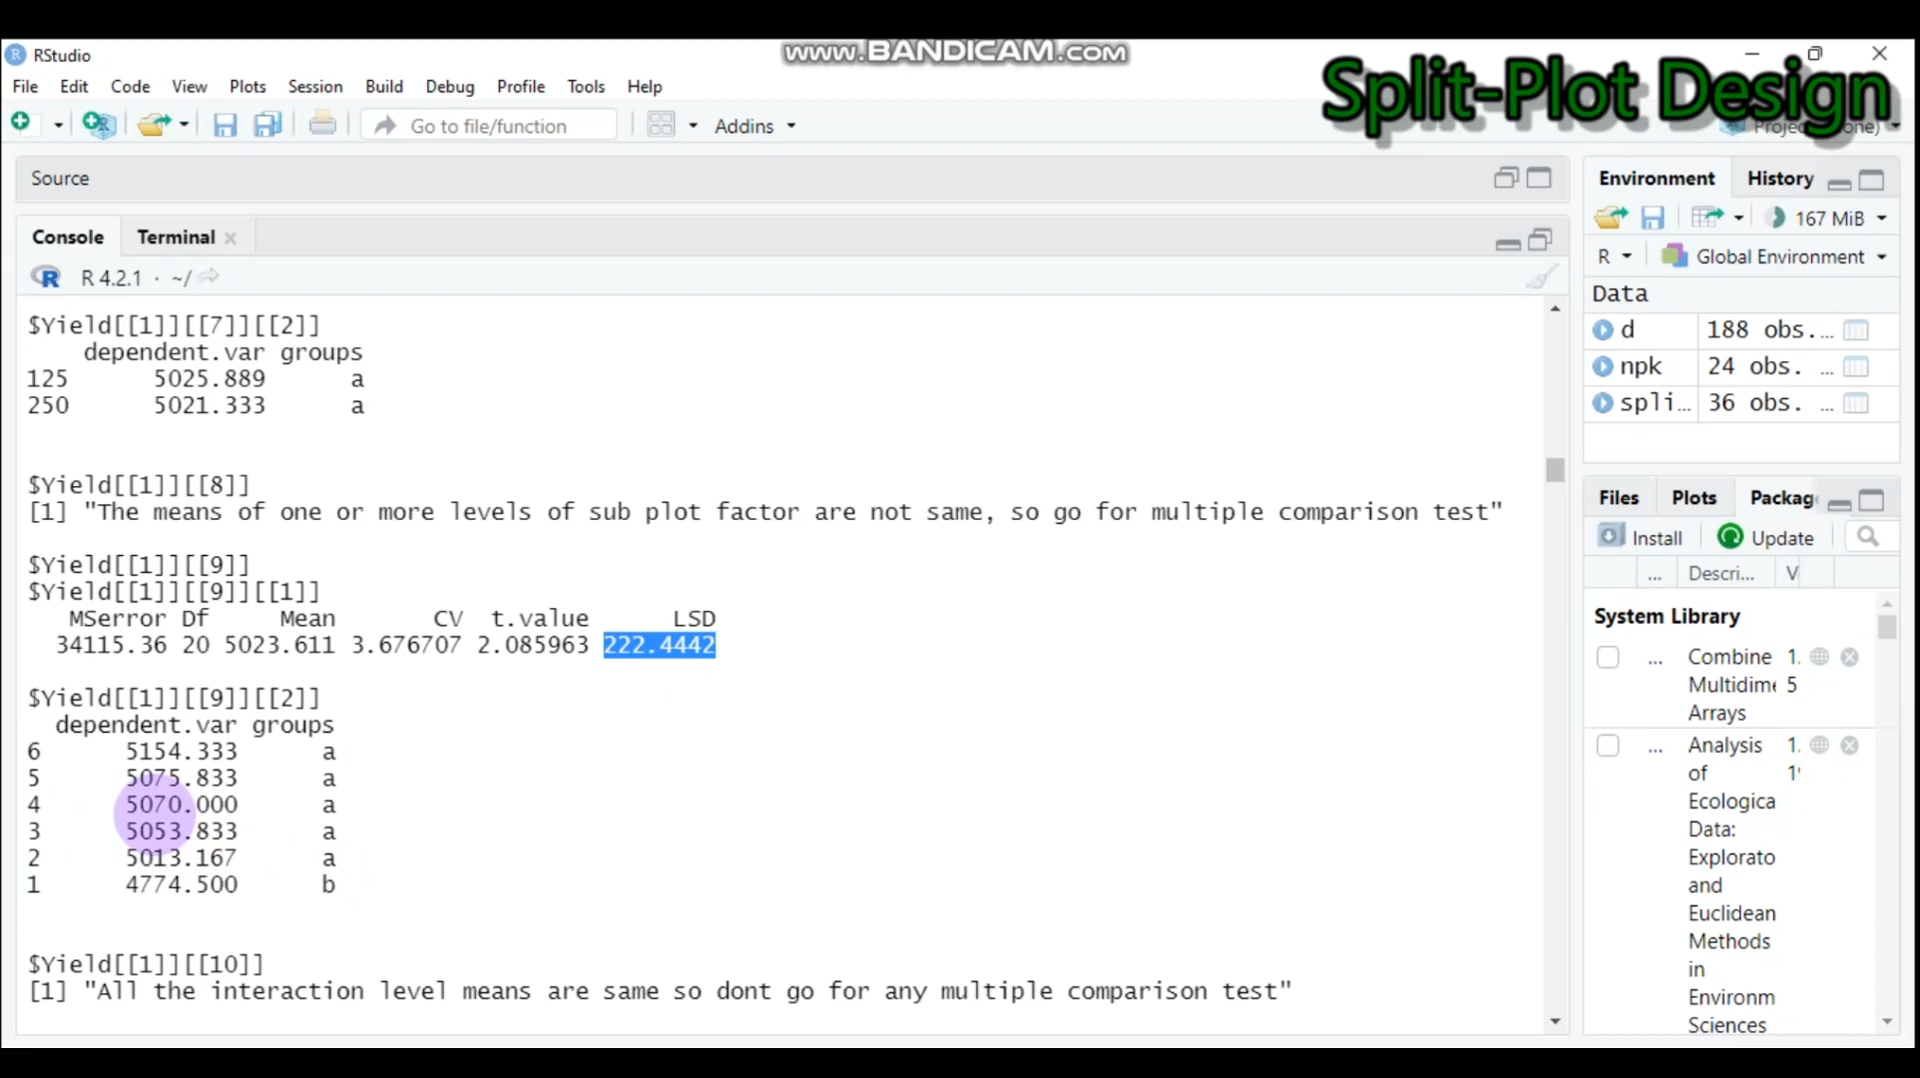 www.BANDICAM.com
RStudio
Split-Plot Design
File Edit Code View Plots Session Build Debug Profile Tools Help
Go to file/function
Addins
Source
Console Terminal
R 4.2.1 · ~/
$Yield[[1]][[7]][[2]]
dependent.var groups
125 5025.889 a
250 5021.333 a
$Yield[[1]][[8]]
[1] "The means of one or more levels of sub plot factor are not same, so go for multiple comparison test"
$Yield[[1]][[9]]
$Yield[[1]][[9]][[1]]
MSerror Df Mean CV t.value LSD
34115.36 20 5023.611 3.676707 2.085963 222.4442
$Yield[[1]][[9]][[2]]
dependent.var groups
6 5154.333 a
5 5075.833 a
4 5070.000 a
3 5053.833 a
2 5013.167 a
1 4774.500 b
$Yield[[1]][[10]]
[1] "All the interaction level means are same so dont go for any multiple comparison test"
Environment History
167 MiB
R Global Environment
Data
d 188 obs. ...
npk 24 obs. ...
spli... 36 obs. ...
Files Plots Packag
Install Update
... Descri... V
System Library
... Combine 1.
Multidime 5
Arrays
... Analysis 1.
of
Ecologica
Data:
Explorato
and
Euclidean
Methods
in
Environm
Sciences